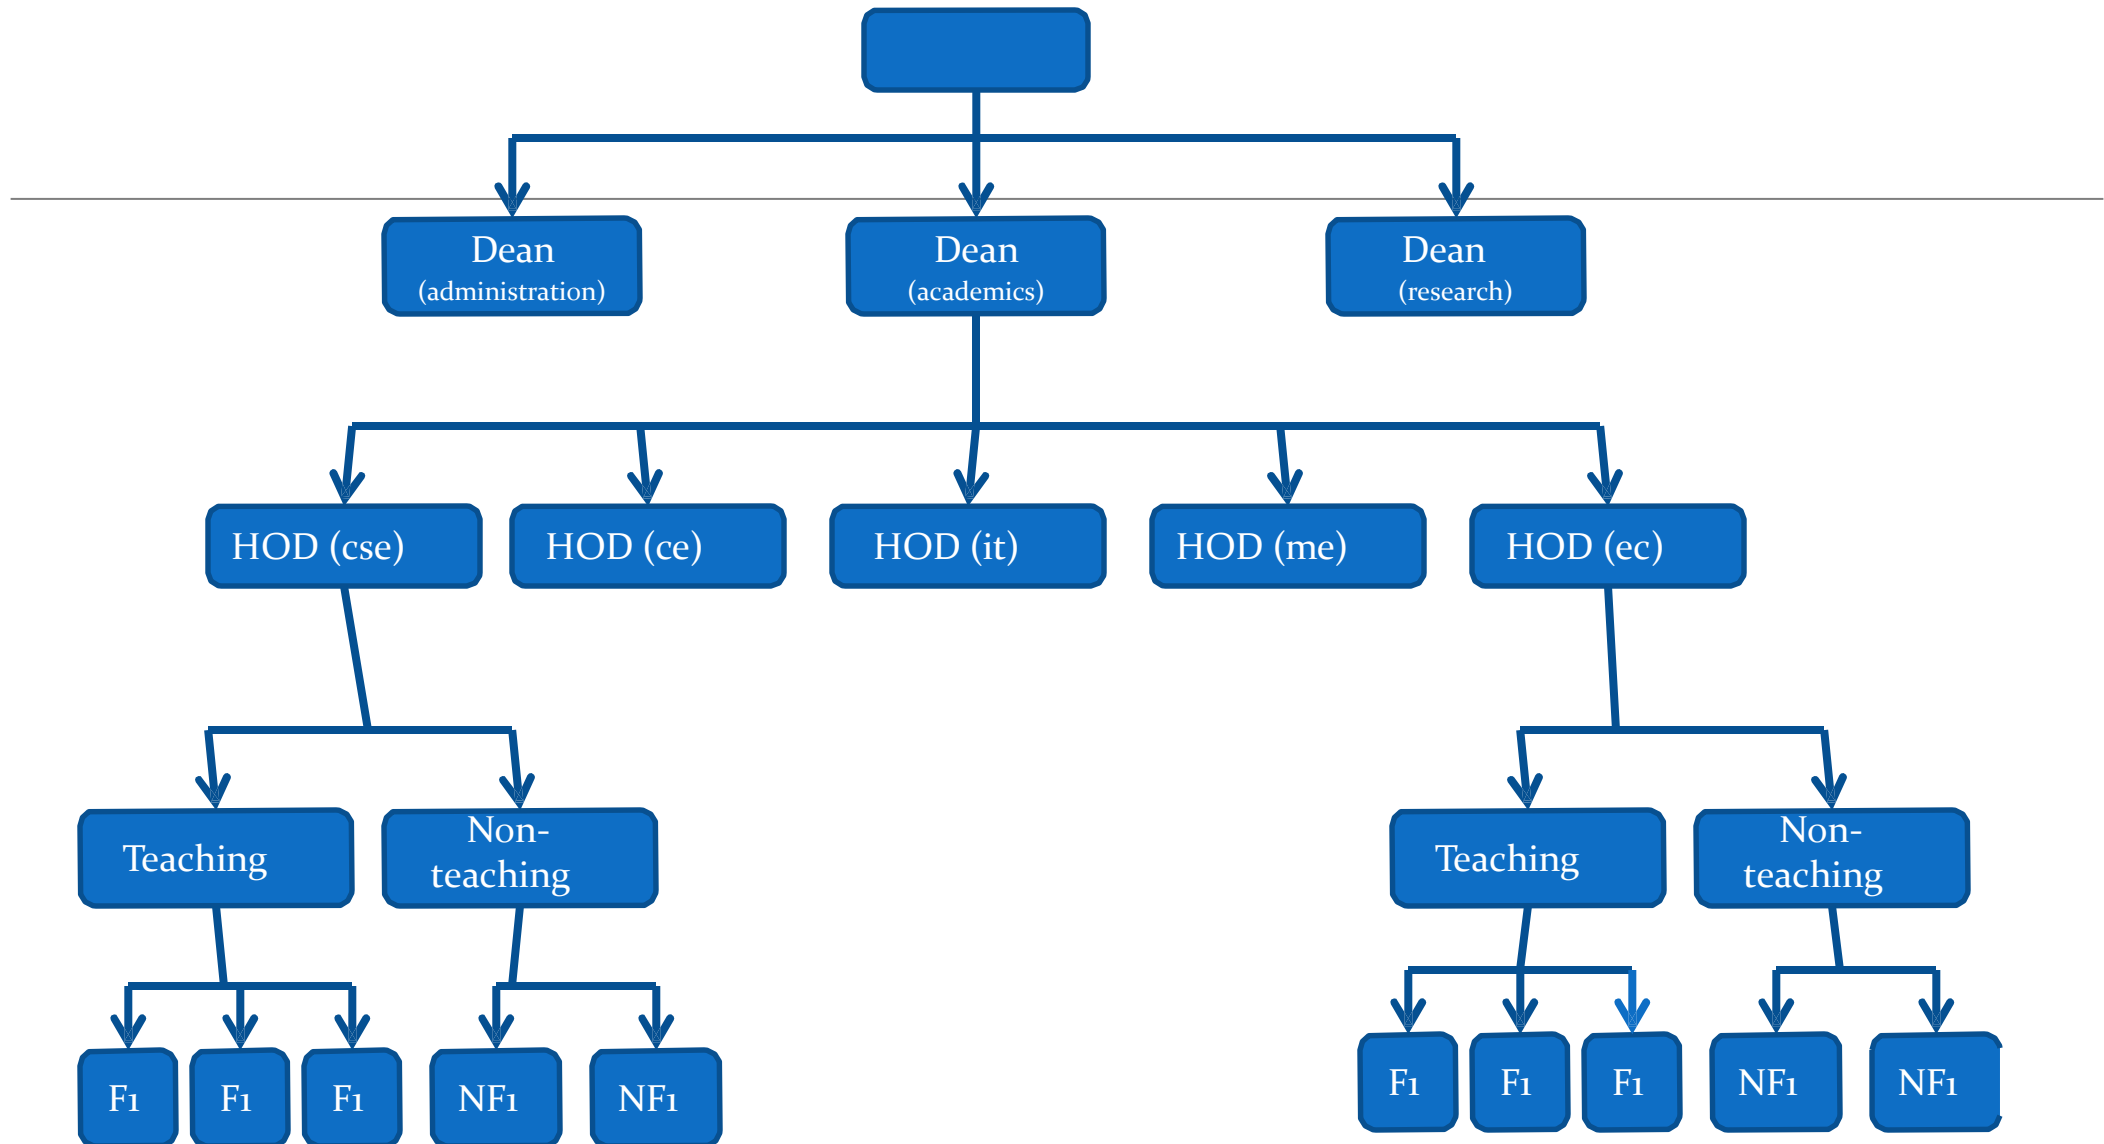 Dean
(administration)
Dean
(academics)
Dean
(research)
HOD (cse)
HOD (ce)
HOD (it)
HOD (me)
HOD (ec)
Teaching
Non-
teaching
Teaching
Non-
teaching
F1
F1
F1
NF1
NF1
F1
F1
F1
NF1
NF1